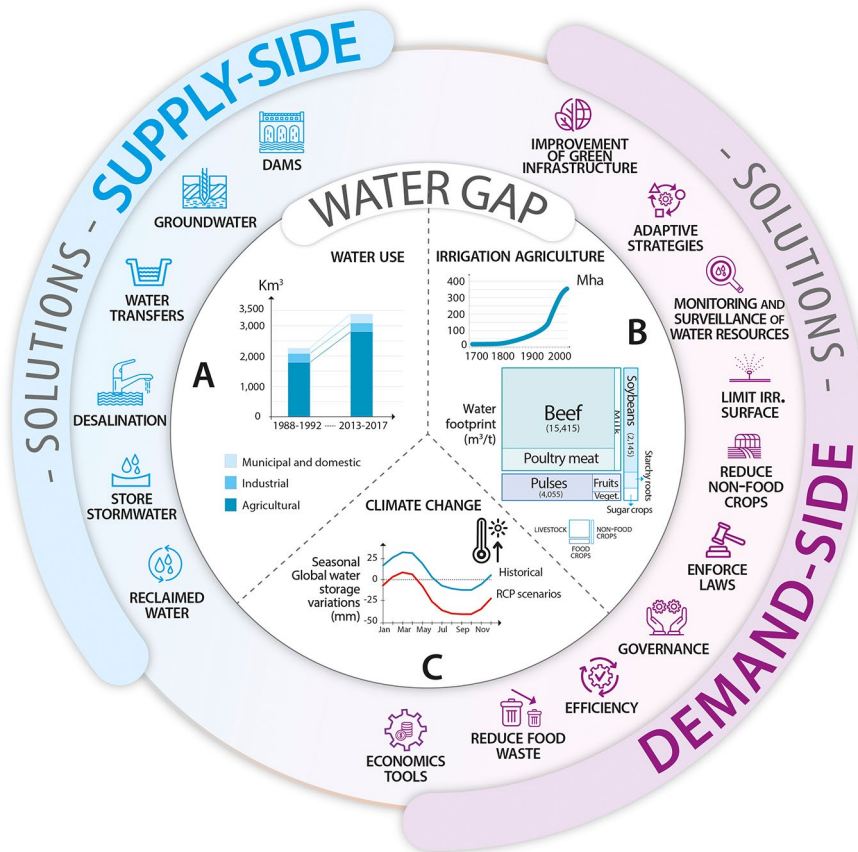 - SOLUTIONS - SUPPLY-SIDE
DAMS
GROUNDWATER
WATER
TRANSFERS
DESALINATION
STORE
STORMWATER
RECLAIMED
WATER
WATER GAP
WATER USE
Km³
3,500
3,000
2,000
1,000
0
1988-1992 ····· 2013-2017
A
Municipal and domestic
Industrial
Agricultural
IRRIGATION AGRICULTURE
Mha
400
300
200
100
0
1700 1800 1900 2000
B
Water
footprint
(m³/t)
Beef
(15,415)
Milk
Poultry meat
Soybeans
(2,145)
Pulses
(4,055)
Fruits
Veget.
Starchy roots
Sugar crops
LIVESTOCK
NON-FOOD
CROPS
FOOD
CROPS
CLIMATE CHANGE
Seasonal
Global water
storage
variations
(mm)
25
0
-25
-50
Jan Mar May Jul Sep Nov
Historical
RCP scenarios
C
- SOLUTIONS -
DEMAND-SIDE
IMPROVEMENT
OF GREEN
INFRASTRUCTURE
ADAPTIVE
STRATEGIES
MONITORING AND
SURVEILLANCE OF
WATER RESOURCES
LIMIT IRR.
SURFACE
REDUCE
NON-FOOD
CROPS
ENFORCE
LAWS
GOVERNANCE
EFFICIENCY
REDUCE FOOD
WASTE
ECONOMICS
TOOLS